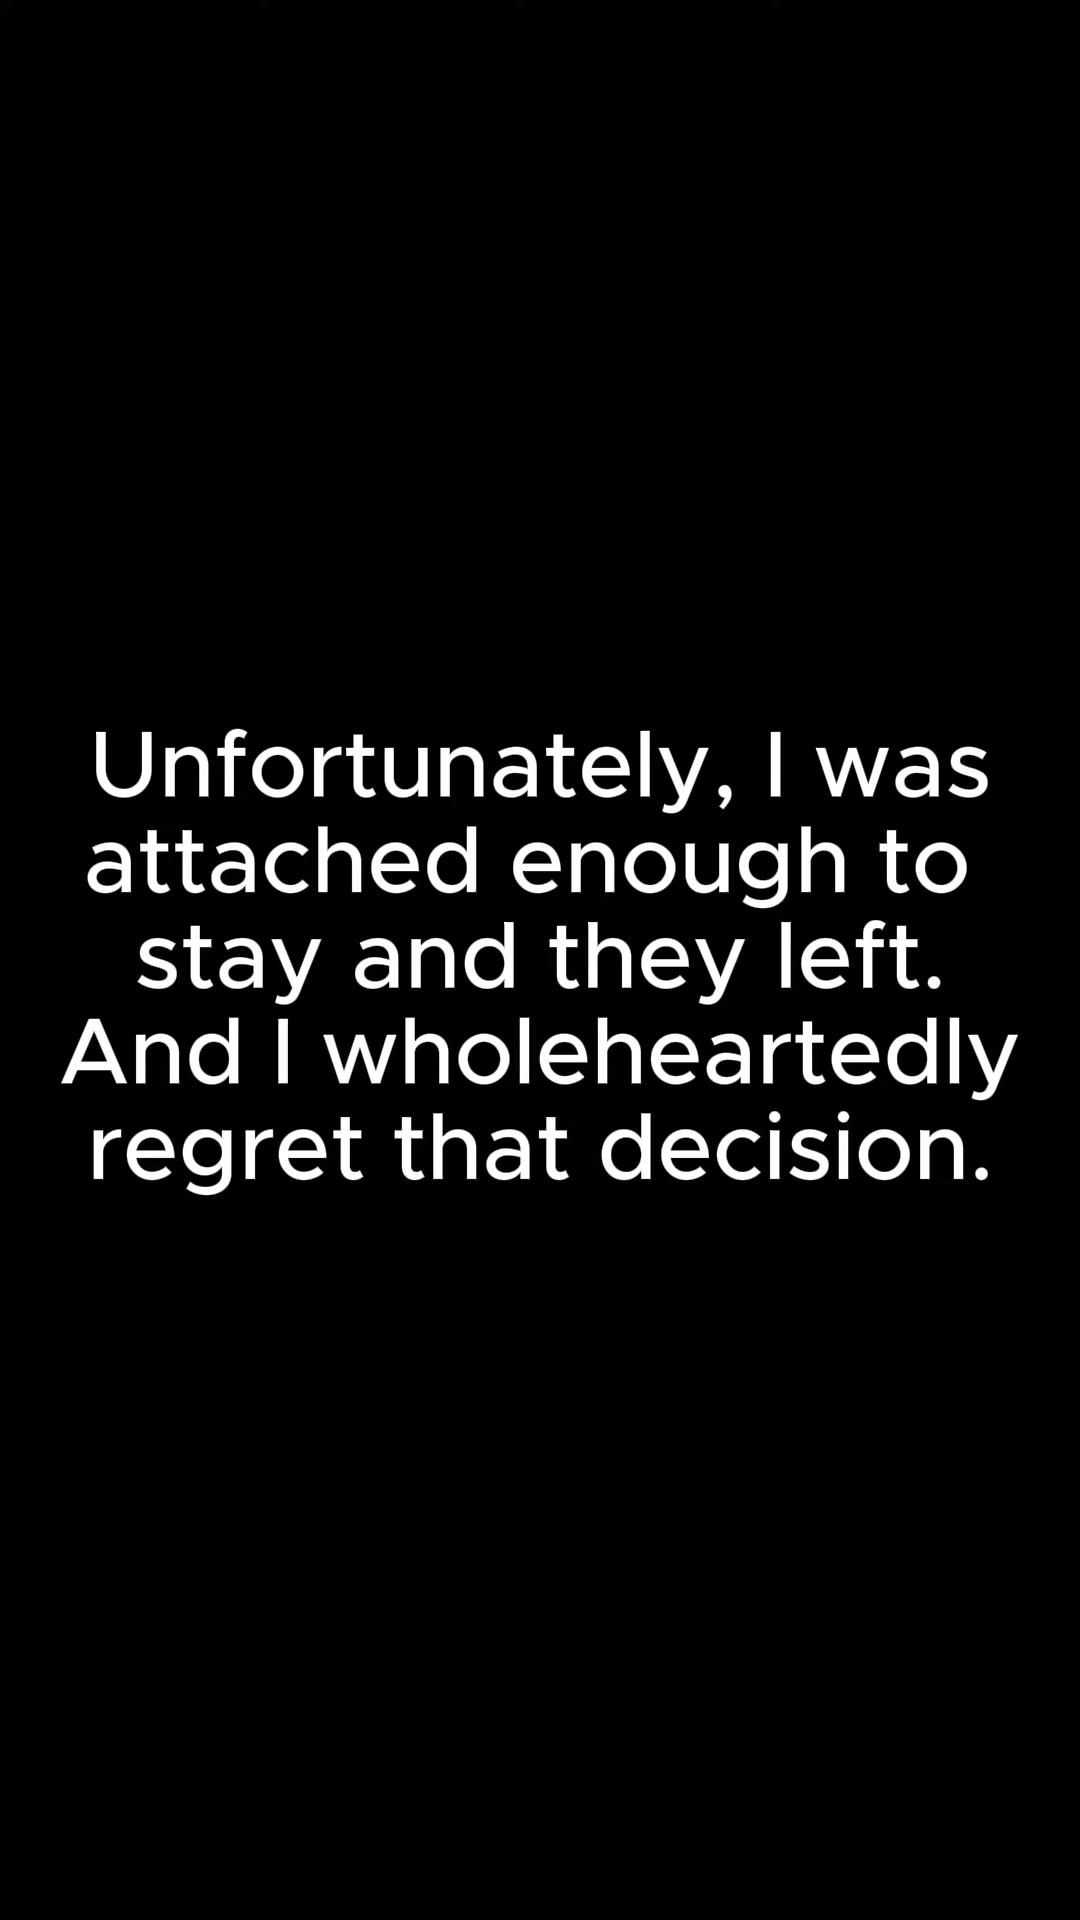 Unfortunately, I was
attached enough to
stay and they left.
And I wholeheartedly
regret that decision.